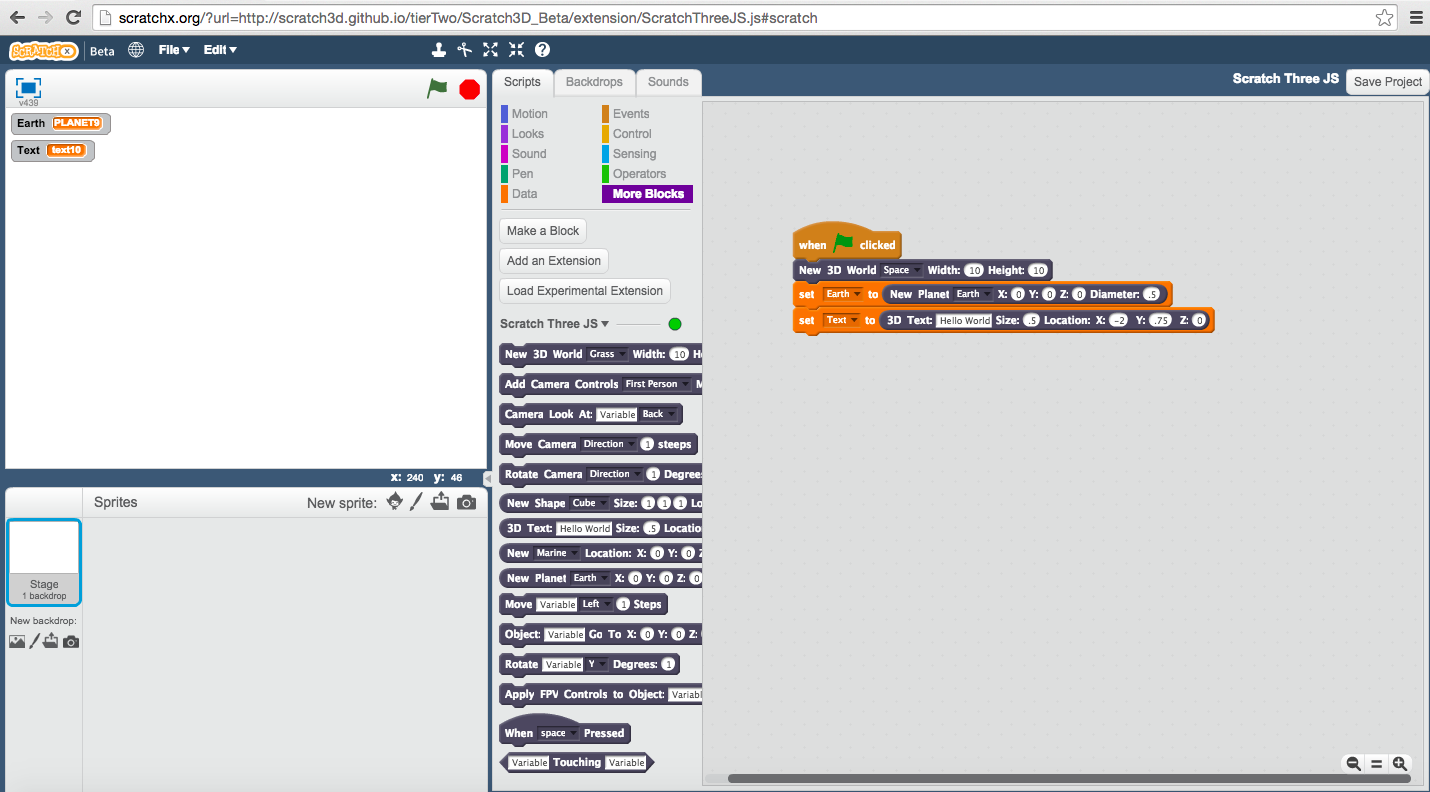 scratchx.org/?url=http://scratch3d.github.io/tierTwo/Scratch3D_Beta/extension/ScratchThreeJS.js#scratch
SCRATCHX Beta File Edit ?
v439
Earth PLANET9
Text text10
x: 240 y: 46
Sprites New sprite:
Stage
1 backdrop
New backdrop:
Scripts Backdrops Sounds
Motion Events
Looks Control
Sound Sensing
Pen Operators
Data More Blocks
Make a Block
Add an Extension
Load Experimental Extension
Scratch Three JS
New 3D World Grass Width: 10 H
Add Camera Controls First Person M
Camera Look At: Variable Back
Move Camera Direction 1 steeps
Rotate Camera Direction 1 Degree
New Shape Cube Size: 1 1 1 Lo
3D Text: Hello World Size: .5 Locatio
New Marine Location: X: 0 Y: 0 Z
New Planet Earth X: 0 Y: 0 Z: 0
Move Variable Left 1 Steps
Object: Variable Go To X: 0 Y: 0 Z:
Rotate Variable Y Degrees: 1
Apply FPV Controls to Object: Variabl
When space Pressed
Variable Touching Variable
Scratch Three JS Save Project
when clicked
New 3D World Space Width: 10 Height: 10
set Earth to New Planet Earth X: 0 Y: 0 Z: 0 Diameter: .5
set Text to 3D Text: Hello World Size: .5 Location: X: -2 Y: .75 Z: 0